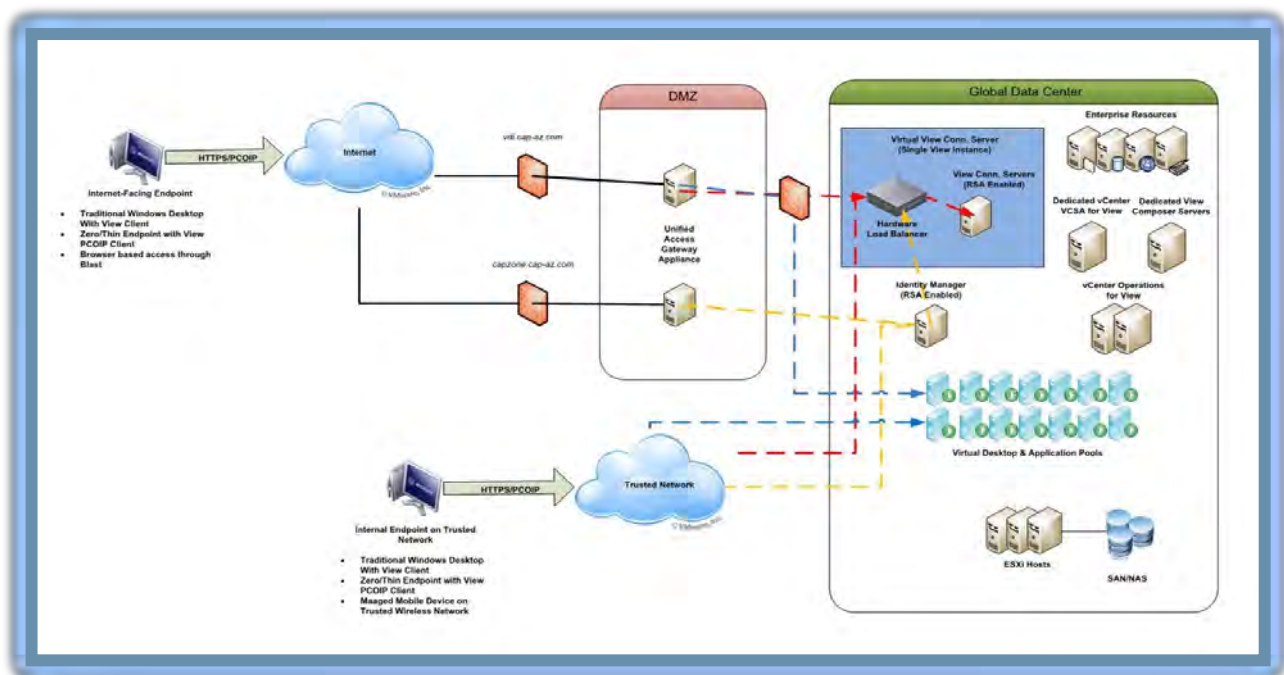 DMZ
Global Data Center
Enterprise Resources
vdi.cap-az.com
Virtual View Conn. Server
(Single View Instance)
HTTPS/PCOIP
Internet
View Conn. Servers
(RSA Enabled)
© VMware, Inc.
Internet-Facing Endpoint
Dedicated vCenter
VCSA for View
Dedicated View
Composer Servers
• Traditional Windows Desktop
With View Client
• Zero/Thin Endpoint with View
PCOIP Client
• Browser based access through
Blast
Unified
Access
Gateway
Appliance
Hardware
Load Balancer
capzone.cap-az.com
Identity Manager
(RSA Enabled)
vCenter Operations
for View
Virtual Desktop & Application Pools
HTTPS/PCOIP
Trusted Network
© VMware, Inc.
Internal Endpoint on Trusted
Network
• Traditional Windows Desktop
With View Client
• Zero/Thin Endpoint with View
PCOIP Client
• Maaged Mobile Device on
Trusted Wireless Network
ESXi Hosts
SAN/NAS